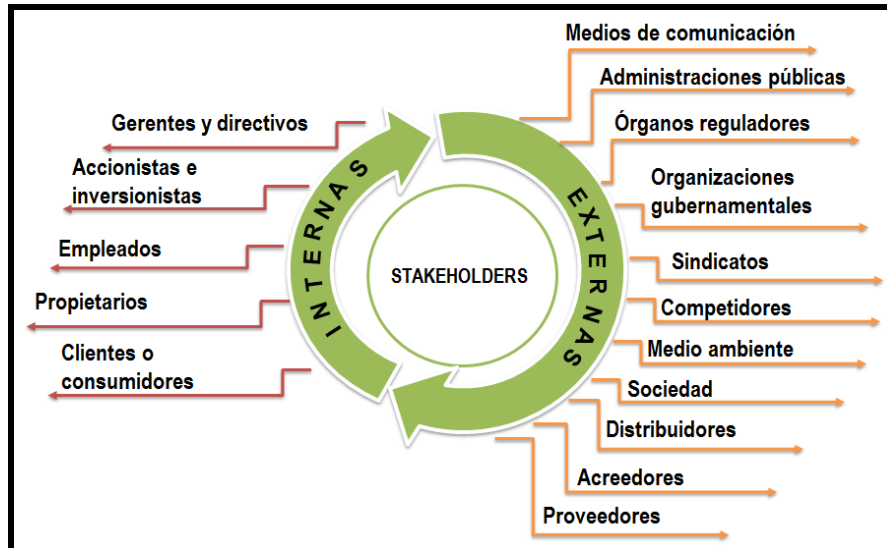 Gerentes y directivos
Accionistas e
inversionistas
Empleados
Propietarios
Clientes o
consumidores
INTERNAS
STAKEHOLDERS
EXTERNAS
Medios de comunicación
Administraciones públicas
Órganos reguladores
Organizaciones
gubernamentales
Sindicatos
Competidores
Medio ambiente
Sociedad
Distribuidores
Acreedores
Proveedores